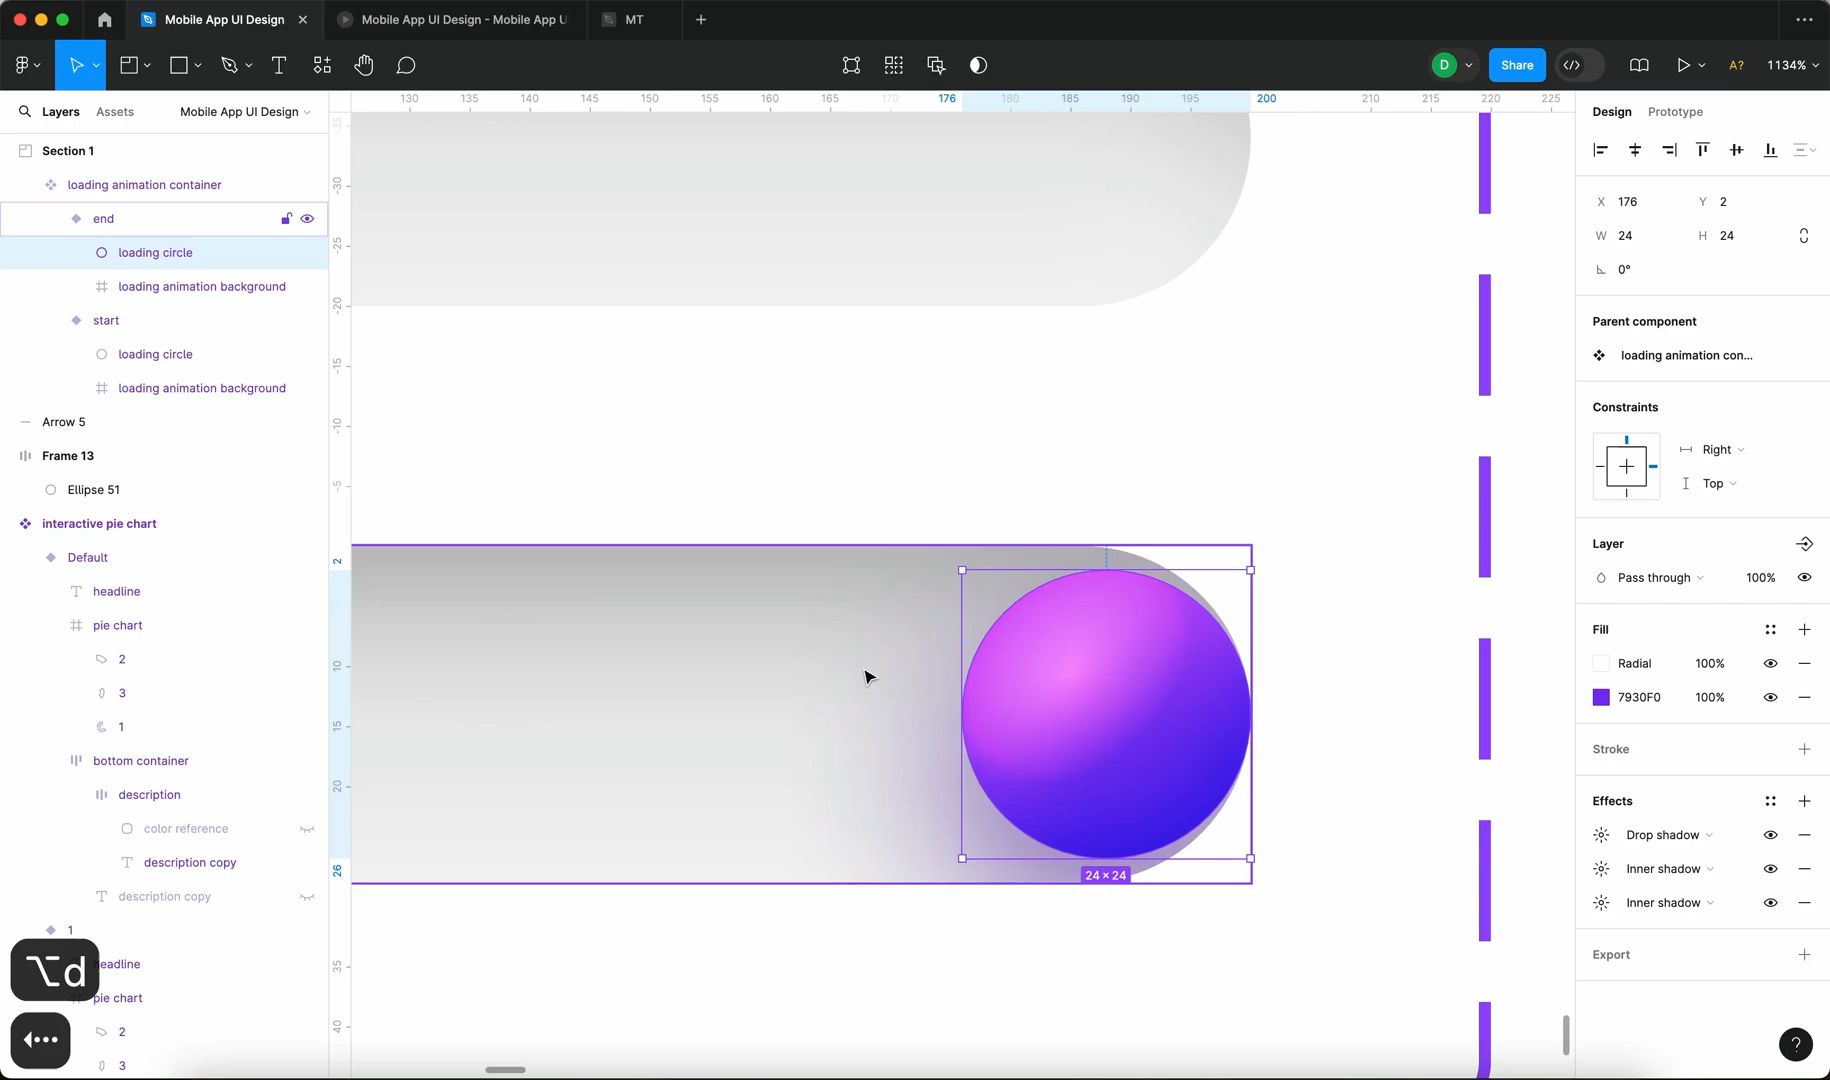 Mobile App UI Design
Mobile App UI Design - Mobile App U
MT
D
Share
A?
1134%
Layers
Assets
Mobile App UI Design
130 135 140 145 150 155 160 165 170 176 180 185 190 195 200 210 215 220 225
Design
Prototype
Section 1
loading animation container
end
loading circle
loading animation background
start
loading circle
loading animation background
Arrow 5
Frame 13
Ellipse 51
interactive pie chart
Default
headline
pie chart
2
3
1
bottom container
description
color reference
description copy
description copy
1
headline
pie chart
2
3
⌥d
-35
-30
-25
-20
-15
-10
-5
2
10
15
20
26
35
40
24 × 24
X 176
Y 2
W 24
H 24
0°
Parent component
loading animation con...
Constraints
Right
Top
Layer
Pass through 100%
Fill
Radial 100%
7930F0 100%
Stroke
Effects
Drop shadow
Inner shadow
Inner shadow
Export
?